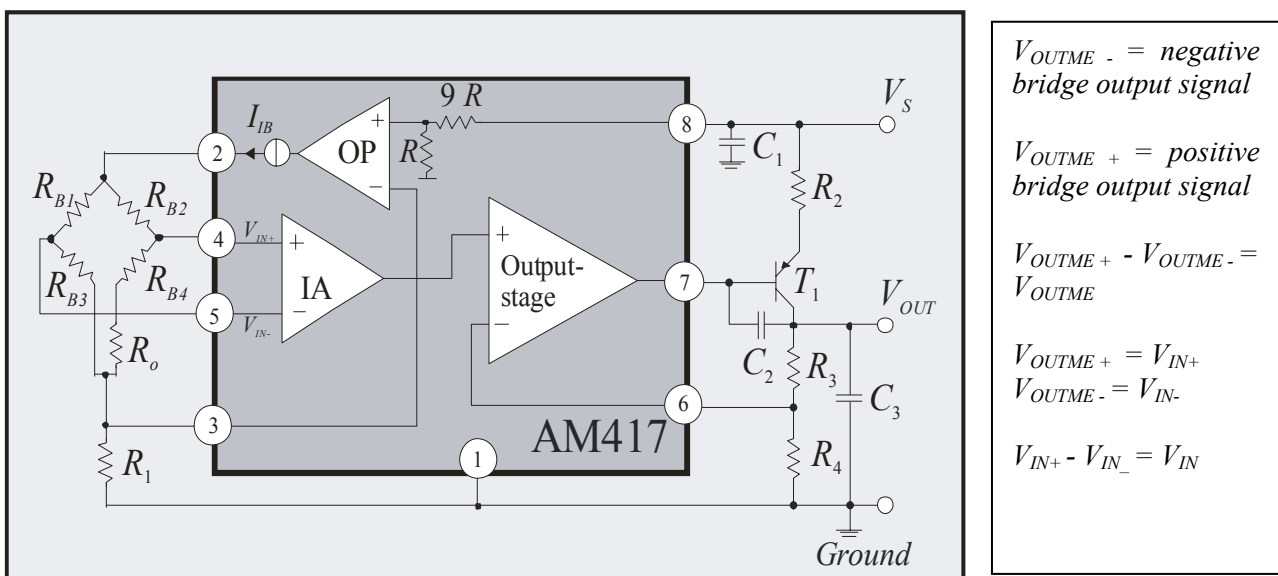 9 R
V_S
8
I_IB
+
OP
R
C_1
2
−
R_2
R_B1
R_B2
4
V_IN+
+
+
Output-
stage
7
T_1
R_B3
R_B4
IA
V_OUT
5
V_IN-
−
−
C_2
R_3
R_o
6
C_3
3
AM417
R_1
1
R_4
Ground
V_OUTME - = negative
bridge output signal
V_OUTME + = positive
bridge output signal
V_OUTME + - V_OUTME - =
V_OUTME
V_OUTME + = V_IN+
V_OUTME - = V_IN-
V_IN+ - V_IN_ = V_IN